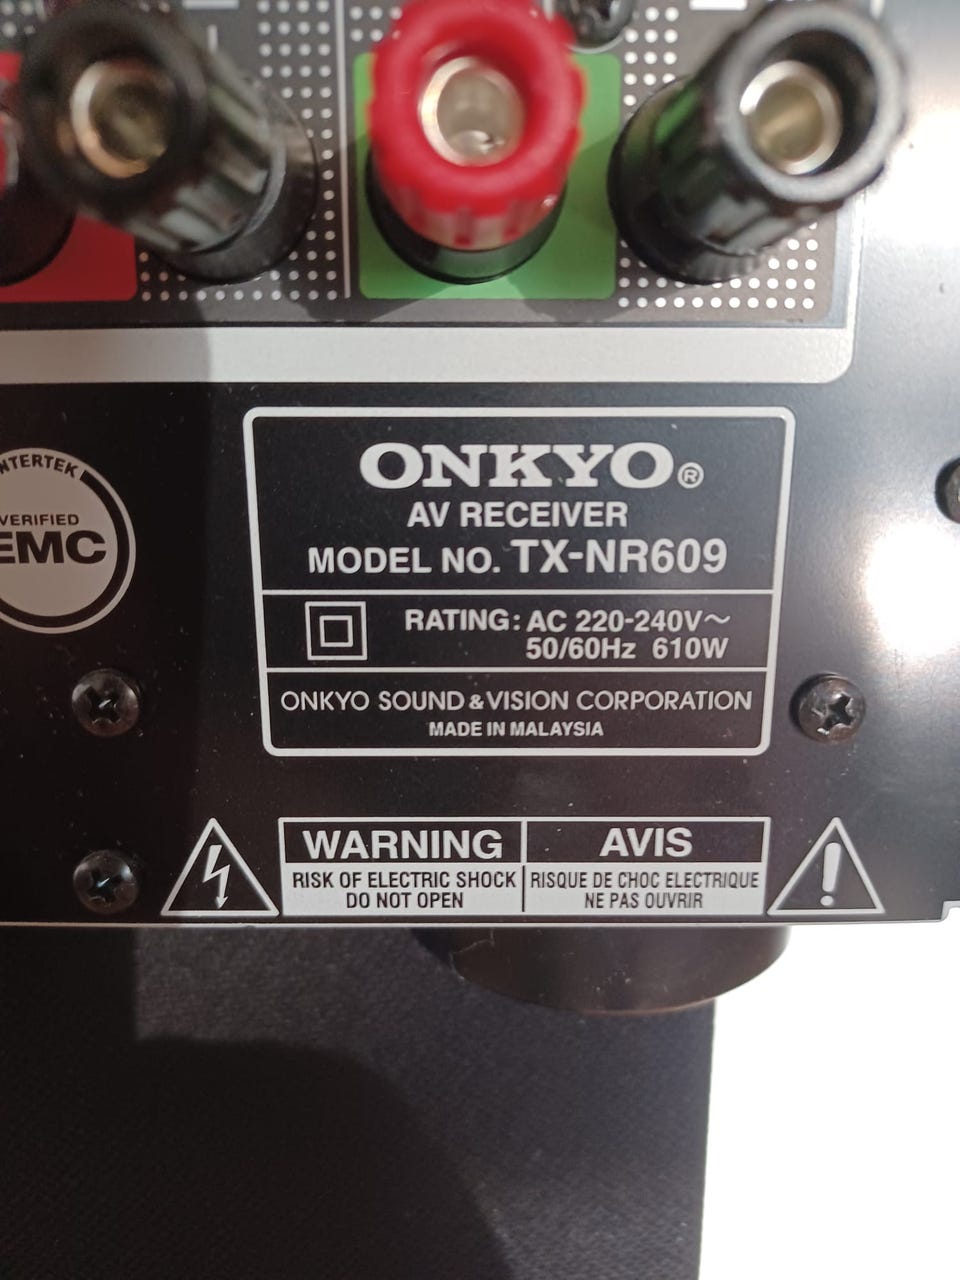 INTERTEK
VERIFIED
EMC
ONKYO®
AV RECEIVER
MODEL NO. TX-NR609
RATING: AC 220-240V~
50/60Hz 610W
ONKYO SOUND & VISION CORPORATION
MADE IN MALAYSIA
WARNING
RISK OF ELECTRIC SHOCK
DO NOT OPEN
AVIS
RISQUE DE CHOC ELECTRIQUE
NE PAS OUVRIR